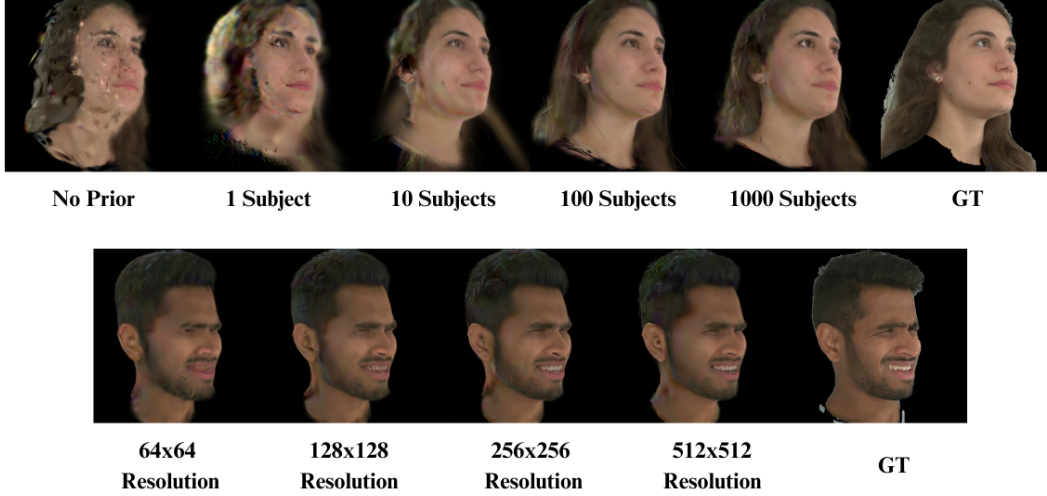 No Prior
1 Subject
10 Subjects
100 Subjects
1000 Subjects
GT
64x64
Resolution
128x128
Resolution
256x256
Resolution
512x512
Resolution
GT